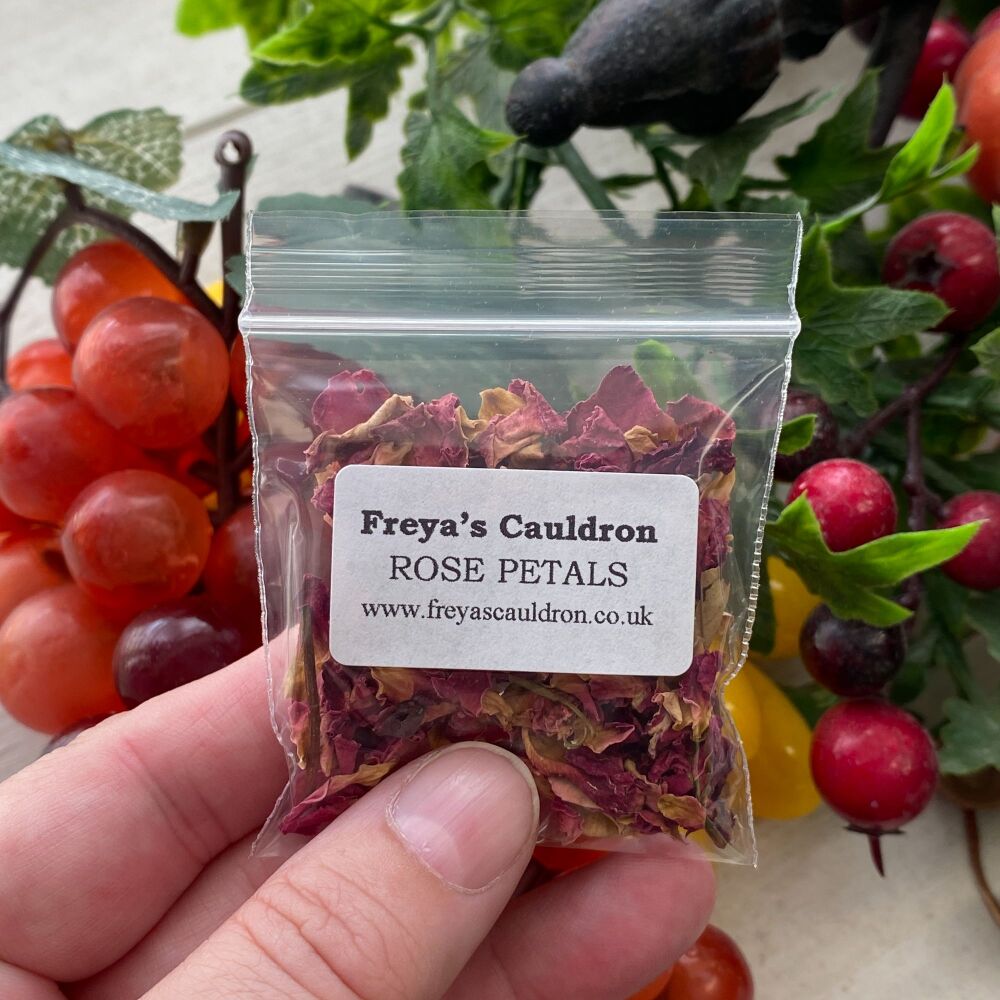 Freya's Cauldron
ROSE PETALS
www.freyascauldron.co.uk